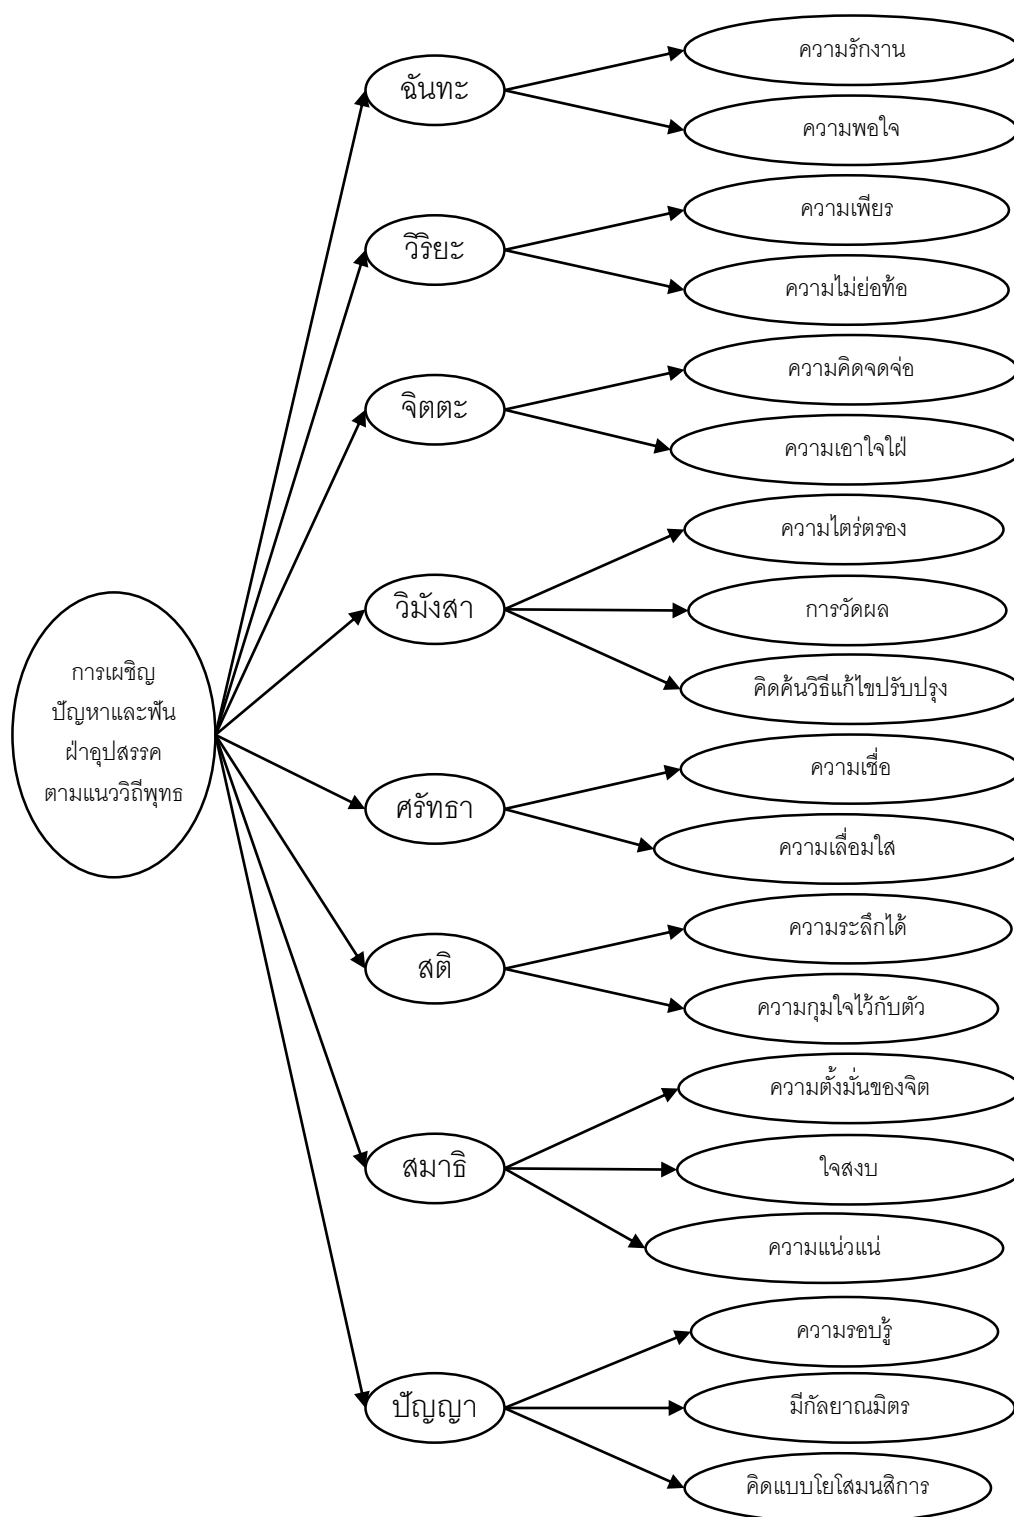 ความรักงาน
ฉันทะ
ความพอใจ
ความเพียร
วิริยะ
ความไม่ย่อท้อ
ความคิดจดจ่อ
จิตตะ
ความเอาใจใฝ่
ความไตร่ตรอง
วิมังสา
การวัดผล
คิดค้นวิธีแก้ไขปรับปรุง
การเผชิญ
ปัญหาและฟัน
ฝ่าอุปสรรค
ตามแนววิถีพุทธ
ความเชื่อ
ศรัทธา
ความเลื่อมใส
ความระลึกได้
สติ
ความกุมใจไว้กับตัว
ความตั้งมั่นของจิต
สมาธิ
ใจสงบ
ความแน่วแน่
ความรอบรู้
ปัญญา
มีกัลยาณมิตร
คิดแบบโยโสมนสิการ